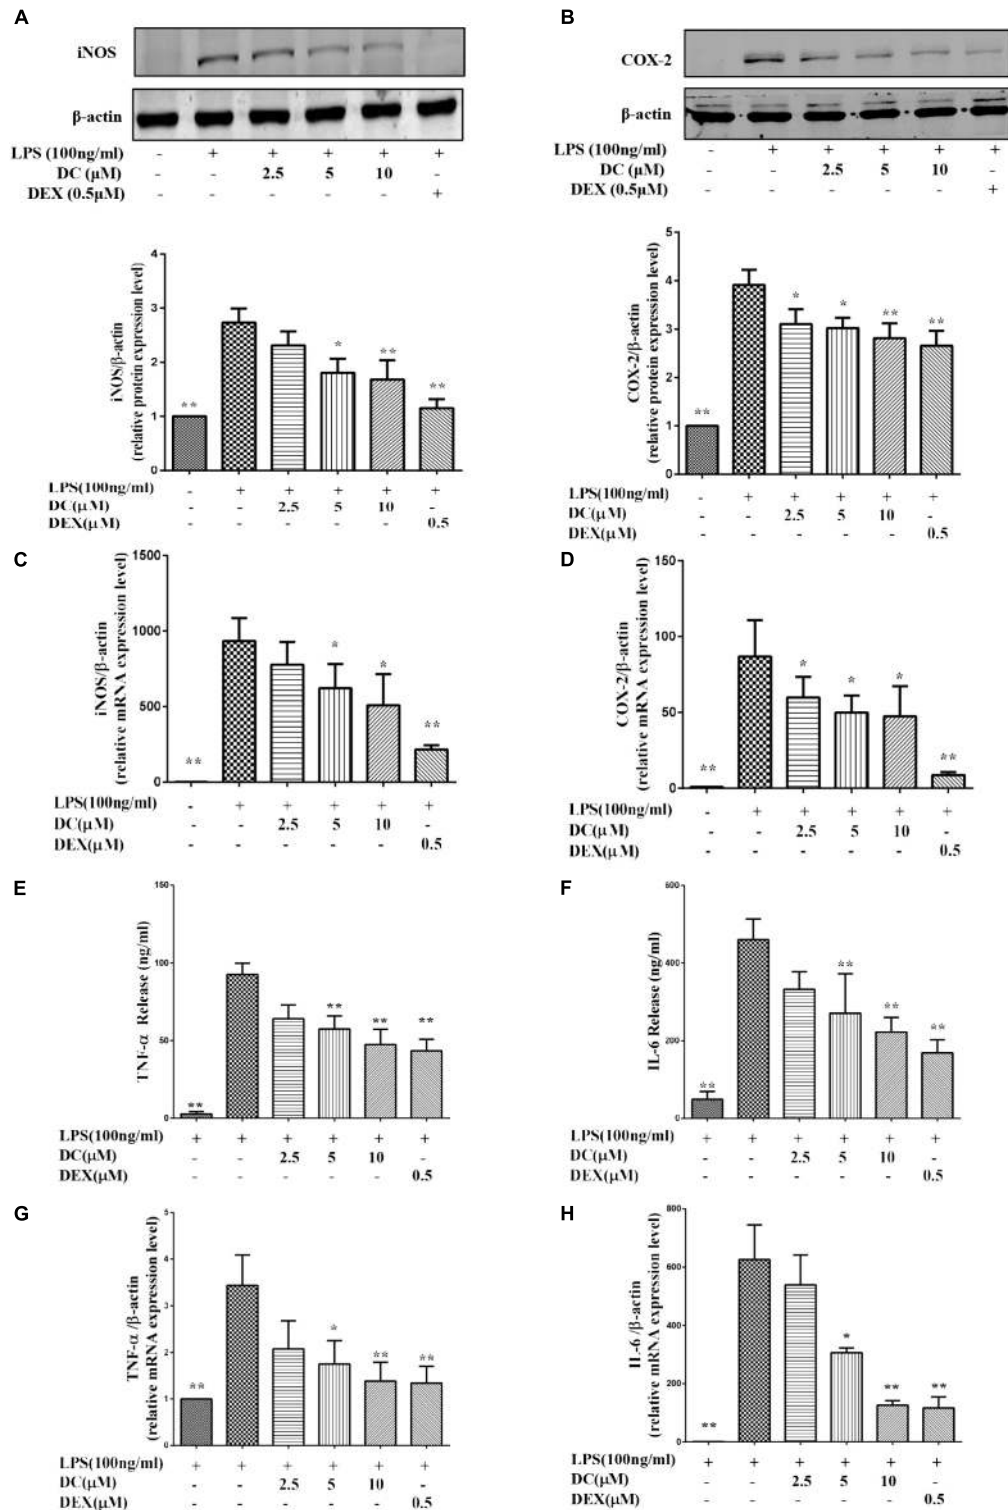 A
iNOS
β-actin
LPS (100ng/ml) - + + + + +
DC (μM) - - 2.5 5 10 -
DEX (0.5μM) - - - - - +
4
3
2
1
0
iNOS/β-actin
(relative protein expression level)
** * ** **
LPS(100ng/ml) - + + + + +
DC(μM) - - 2.5 5 10 -
DEX(μM) - - - - - 0.5
B
COX-2
β-actin
LPS (100ng/ml) - + + + + +
DC (μM) - - 2.5 5 10 -
DEX (0.5μM) - - - - - +
5
4
3
2
1
0
COX-2/β-actin
(relative protein expression level)
** * * ** **
LPS(100ng/ml) - + + + + +
DC(μM) - - 2.5 5 10 -
DEX(μM) - - - - - 0.5
C
1500
1000
500
0
iNOS/β-actin
(relative mRNA expression level)
** * * **
LPS(100ng/ml) - + + + + +
DC(μM) - - 2.5 5 10 -
DEX(μM) - - - - - 0.5
D
150
100
50
0
COX-2/β-actin
(relative mRNA expression level)
** * * * **
LPS(100ng/ml) - + + + + +
DC(μM) - - 2.5 5 10 -
DEX(μM) - - - - - 0.5
E
150
100
50
0
TNF-α Release (ng/ml)
** ** ** **
LPS(100ng/ml) + + + + + +
DC(μM) - - 2.5 5 10 -
DEX(μM) - - - - - 0.5
F
600
400
200
0
IL-6 Release (ng/ml)
** ** ** **
LPS(100ng/ml) + + + + + +
DC(μM) - - 2.5 5 10 -
DEX(μM) - - - - - 0.5
G
5
4
3
2
1
0
TNF-α /β-actin
(relative mRNA expression level)
** * ** **
LPS(100ng/ml) + + + + + +
DC(μM) - - 2.5 5 10 -
DEX(μM) - - - - - 0.5
H
800
600
400
200
0
IL-6 /β-actin
(relative mRNA expression level)
** * ** **
LPS(100ng/ml) + + + + + +
DC(μM) - - 2.5 5 10 -
DEX(μM) - - - - - 0.5